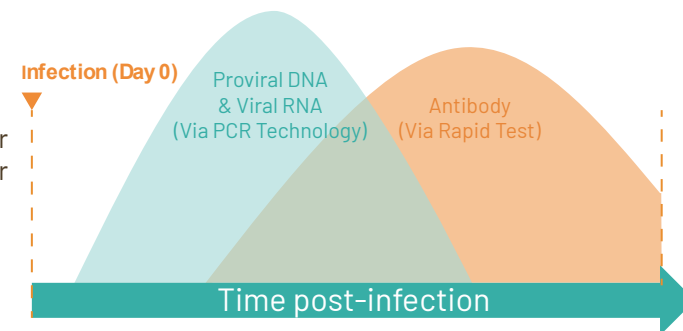 Infection (Day 0)
Proviral DNA
& Viral RNA
(Via PCR Technology)
Antibody
(Via Rapid Test)
r
r
Time post-infection